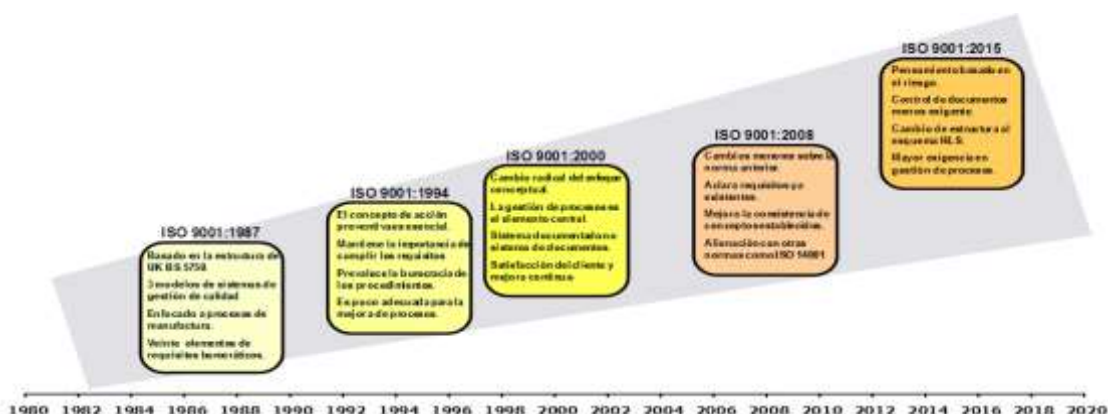 ISO 9001:1987
Basado en la estructura de
UK BS 5750
3 modelos de sistemas de
gestión de calidad
Enfocado a procesos de
manufactura.
Veinte elementos de
requisitos burocráticos.
ISO 9001:1994
El concepto de acción
preventiva es esencial.
Mantiene la importancia de
cumplir los requisitos
Prevalece la burocracia de
los procedimientos.
Es poco adecuada para la
mejora de procesos.
ISO 9001:2000
Cambio radical del enfoque
conceptual.
La gestión de procesos es
el elemento central.
Sistema documentado no
sistema de documentos.
Satisfacción del cliente y
mejora continua.
ISO 9001:2008
Cambios menores sobre la
norma anterior.
Aclara requisitos ya
existentes.
Mejora la consistencia de
conceptos establecidos.
Alienación con otras
normas como ISO 14001
ISO 9001:2015
Pensamiento basado en
el riesgo.
Control de documentos
menos exigente.
Cambio de estructura al
esquema HLS.
Mayor exigencia en
gestión de procesos.
1980 1982 1984 1986 1988 1990 1992 1994 1996 1998 2000 2002 2004 2006 2008 2010 2012 2014 2016 2018 2020